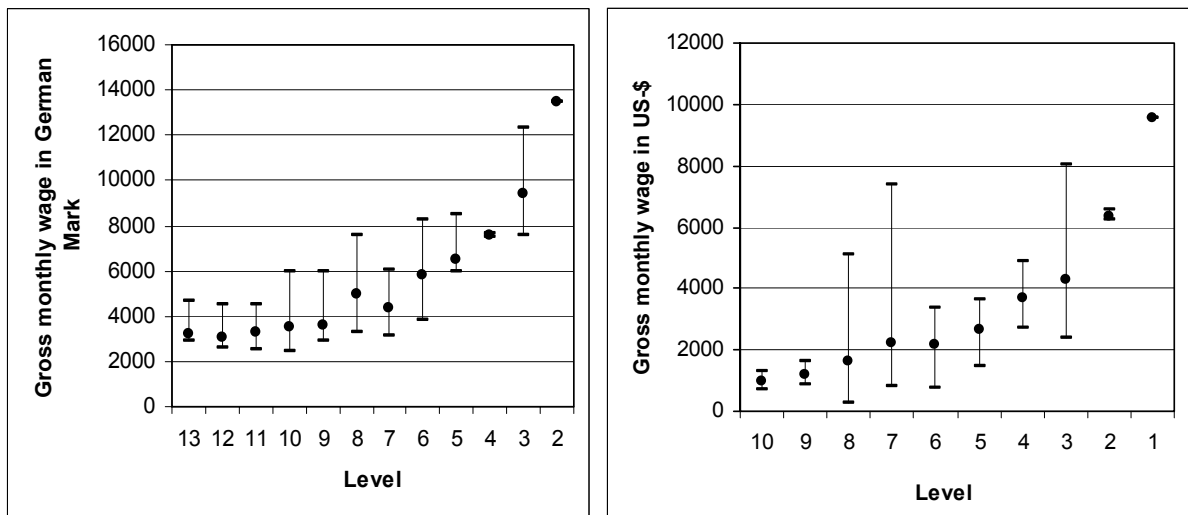 Gross monthly wage in German
Mark
16000
14000
12000
10000
8000
6000
4000
2000
0
13 12 11 10 9 8 7 6 5 4 3 2
Level
Gross monthly wage in US-$
12000
10000
8000
6000
4000
2000
0
10 9 8 7 6 5 4 3 2 1
Level